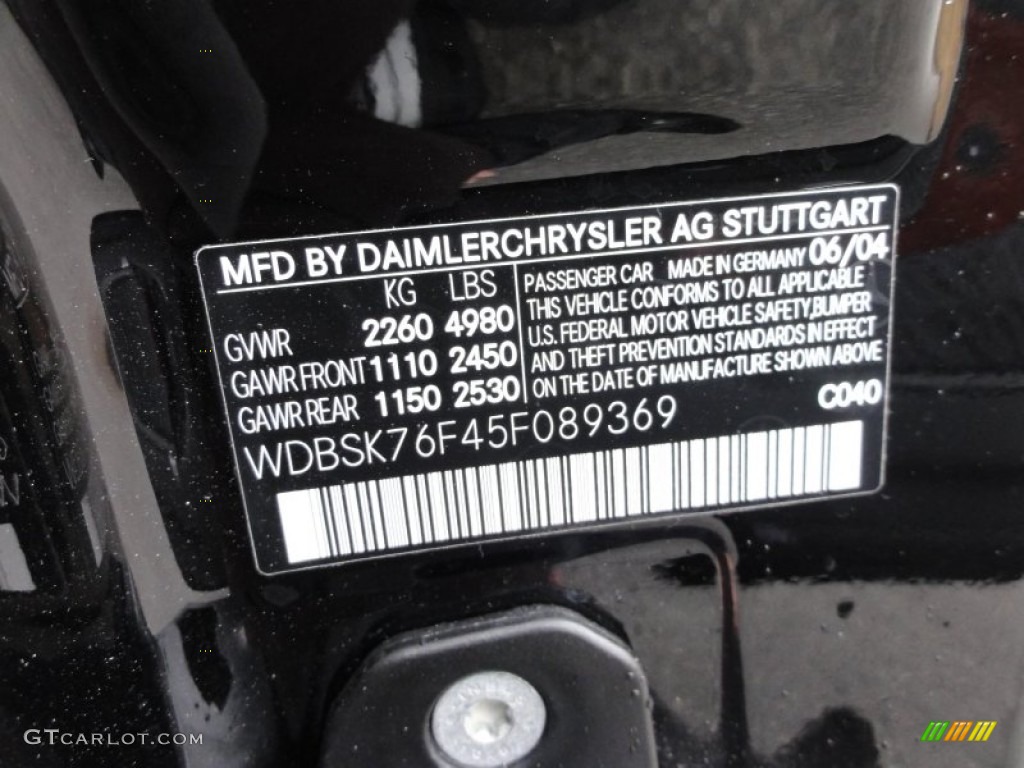 MFD BY DAIMLERCHRYSLER AG STUTTGART
KG LBS
GVWR 2260 4980
GAWR FRONT 1110 2450
GAWR REAR 1150 2530
PASSENGER CAR MADE IN GERMANY 06/04
THIS VEHICLE CONFORMS TO ALL APPLICABLE
U.S. FEDERAL MOTOR VEHICLE SAFETY, BUMPER
AND THEFT PREVENTION STANDARDS IN EFFECT
ON THE DATE OF MANUFACTURE SHOWN ABOVE
C040
WDBSK76F45F089369
GTCARLOT.COM